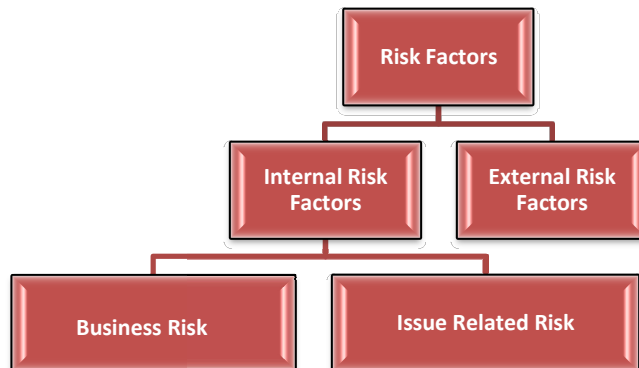 Risk Factors
Internal Risk
Factors
External Risk
Factors
Business Risk
Issue Related Risk